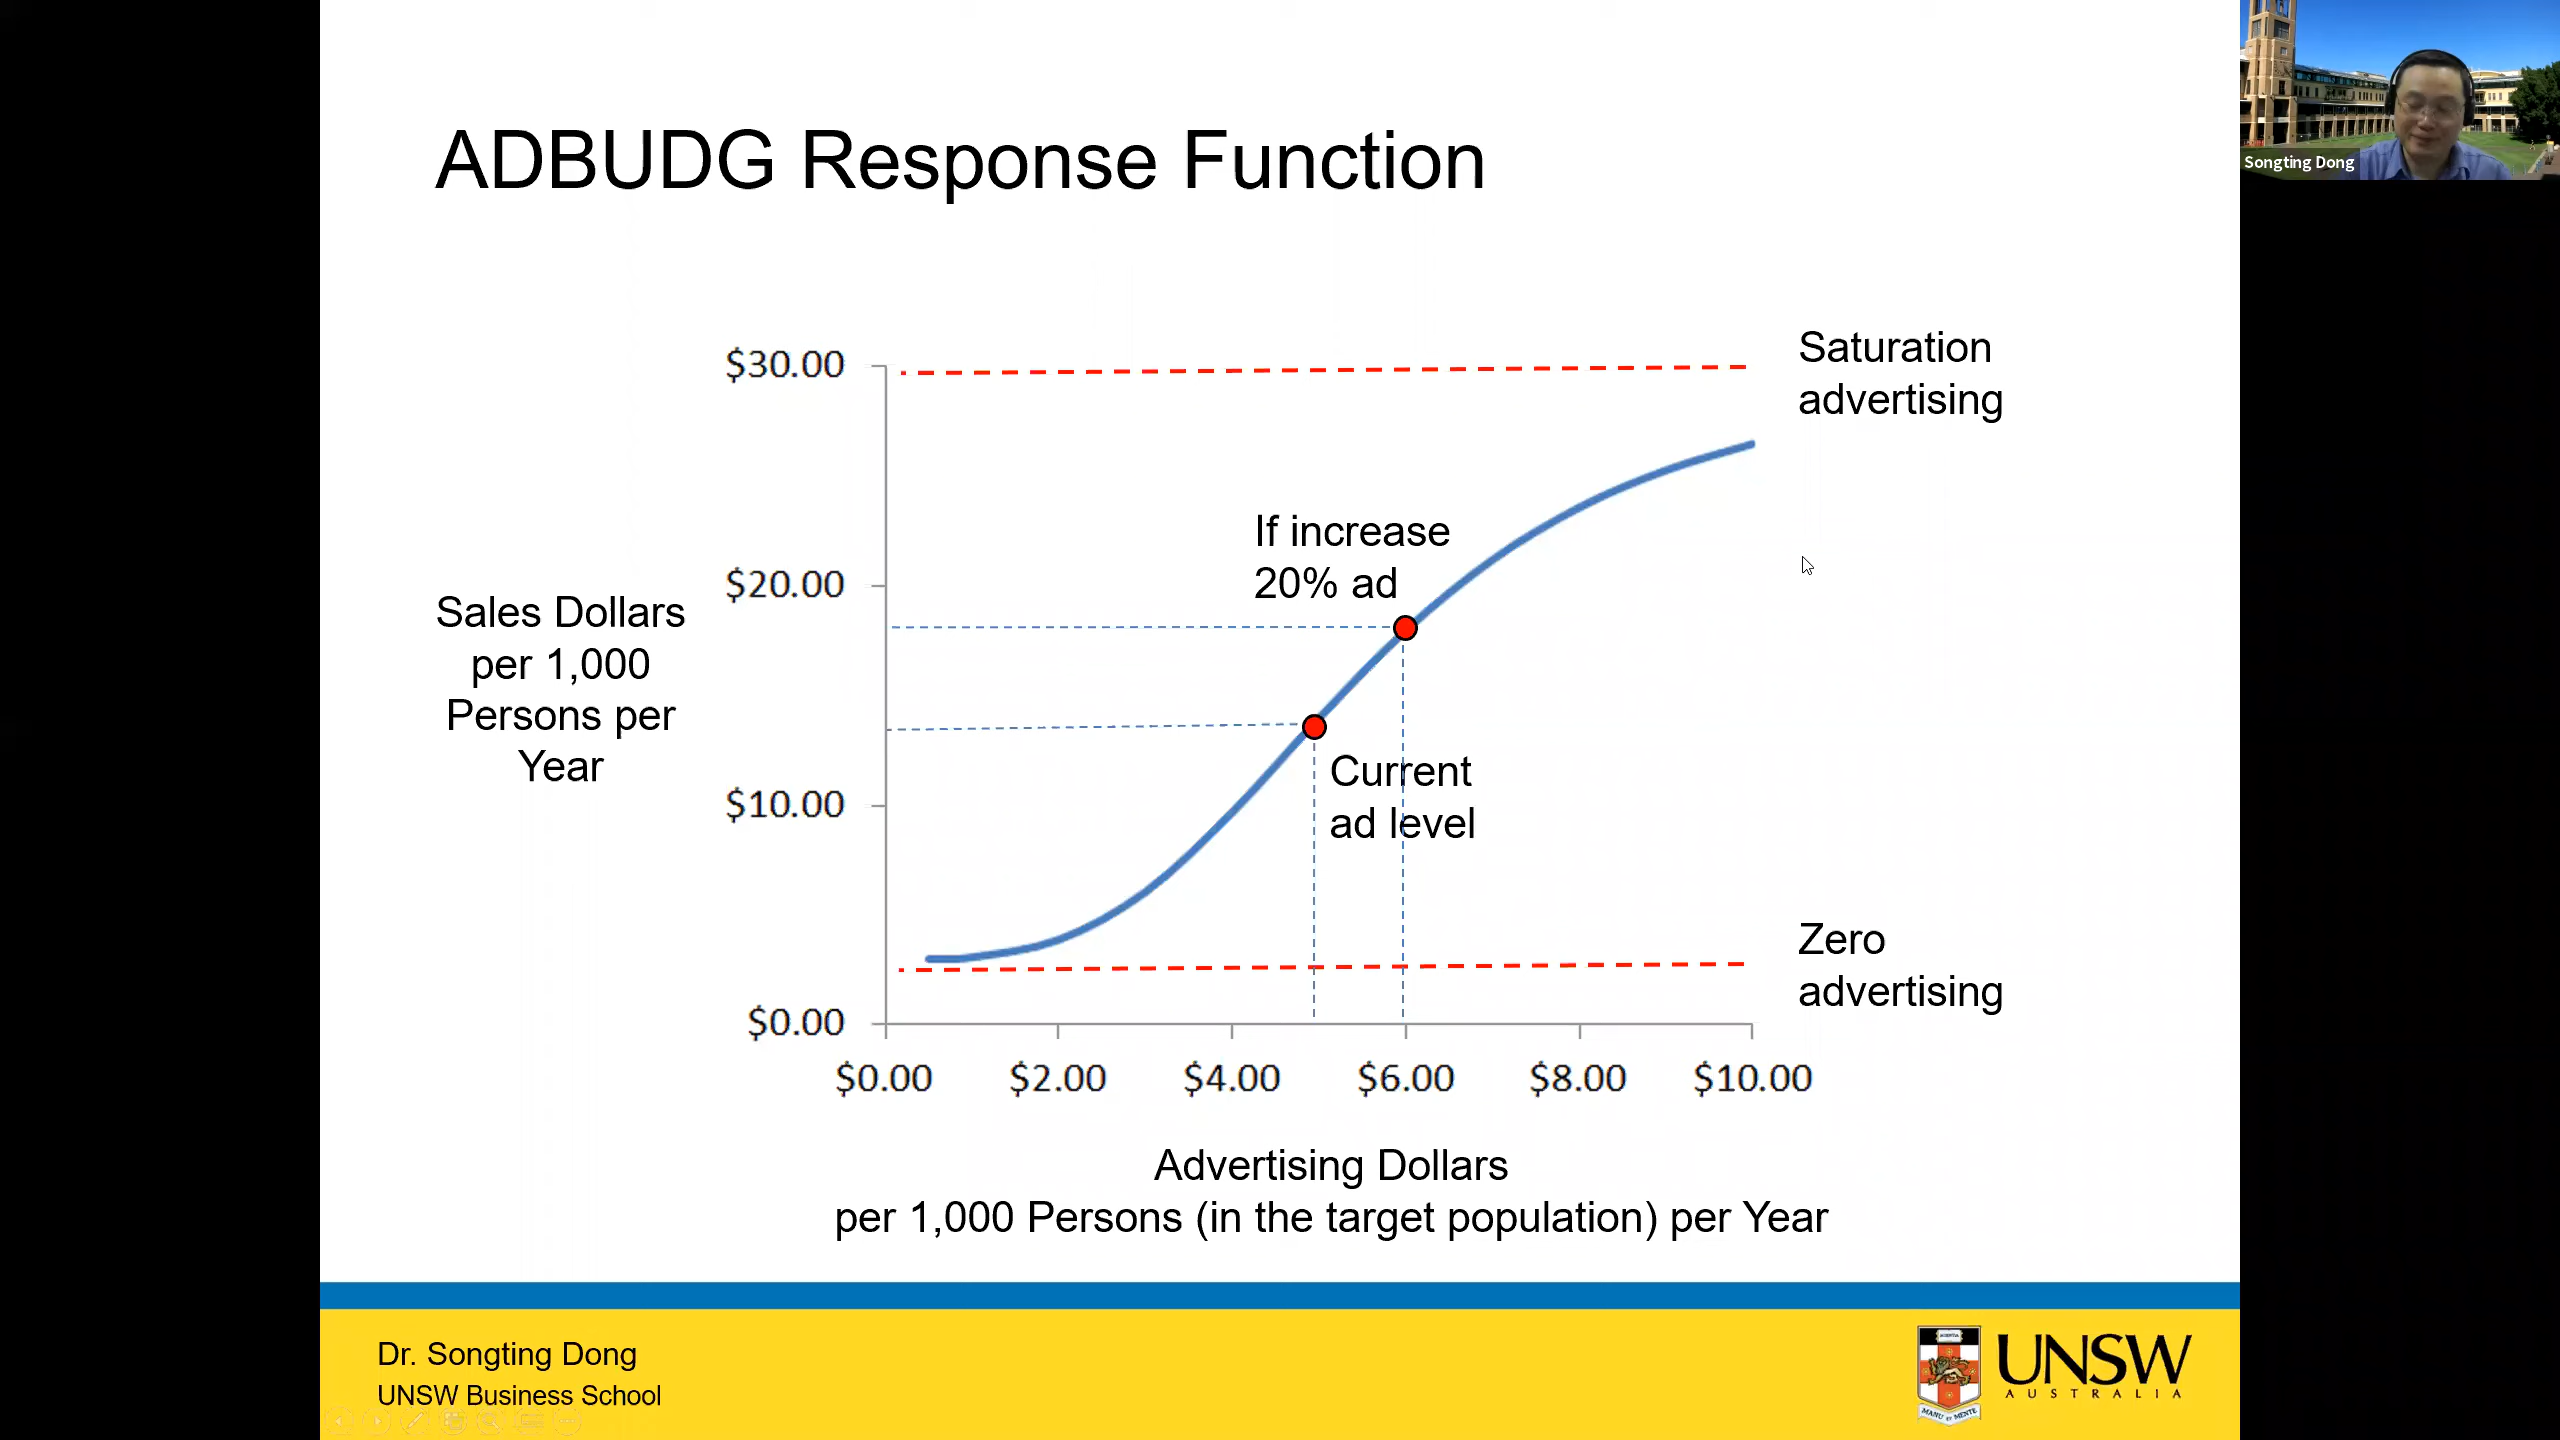 ADBUDG Response Function
Songting Dong
$30.00
$20.00
$10.00
$0.00
Sales Dollars
per 1,000
Persons per
Year
Saturation
advertising
If increase
20% ad
Current
ad level
Zero
advertising
$0.00
$2.00
$4.00
$6.00
$8.00
$10.00
Advertising Dollars
per 1,000 Persons (in the target population) per Year
Dr. Songting Dong
UNSW Business School
UNSW
AUSTRALIA
MANU ET MENTE